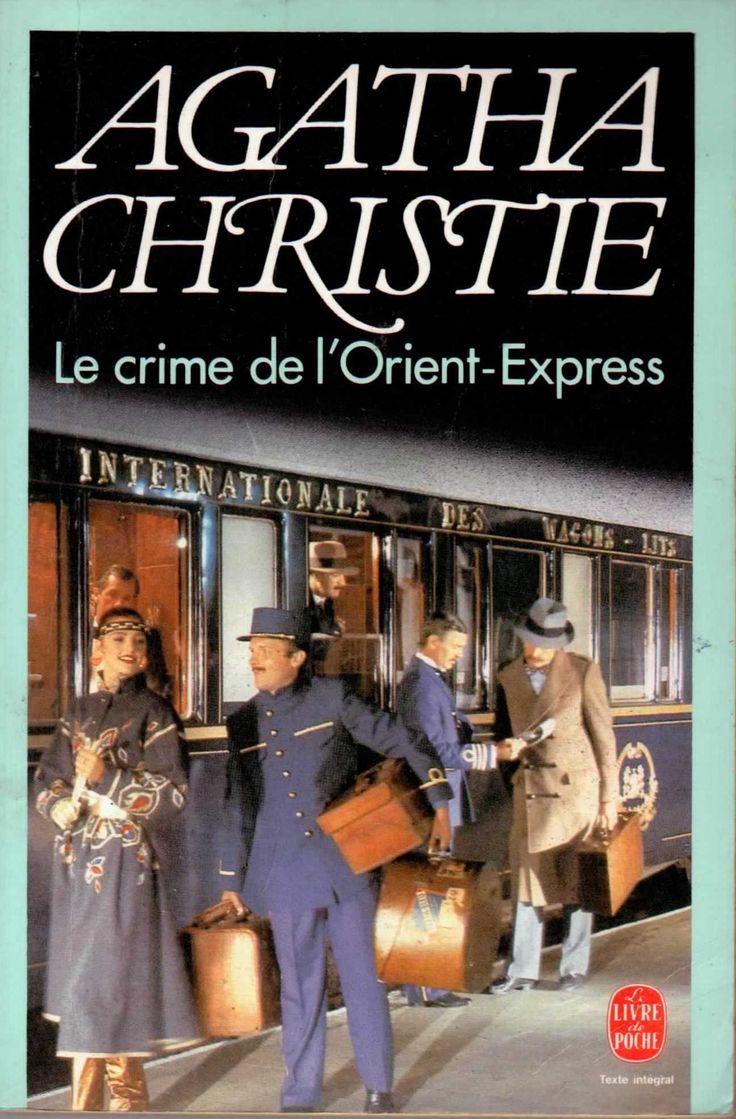 AGATHA
CHRISTIE
Le crime de l'Orient-Express
INTERNATIONALE DES WAGONS-LITS
Le
LIVRE
de
POCHE
Texte intégral